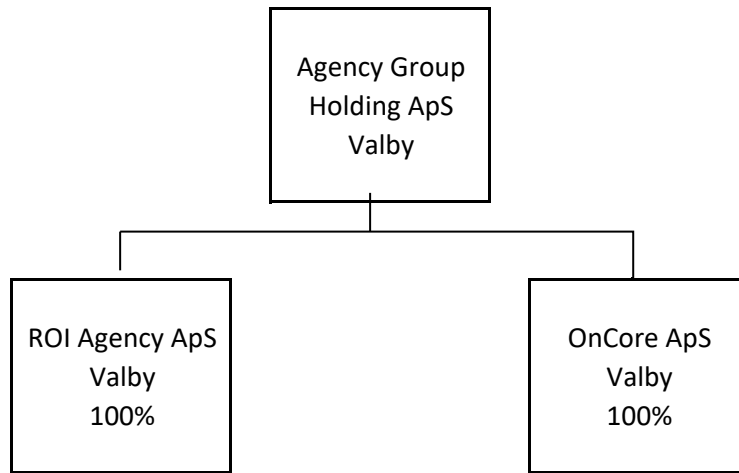 Agency Group
Holding ApS
Valby
ROI Agency ApS
Valby
100%
OnCore ApS
Valby
100%